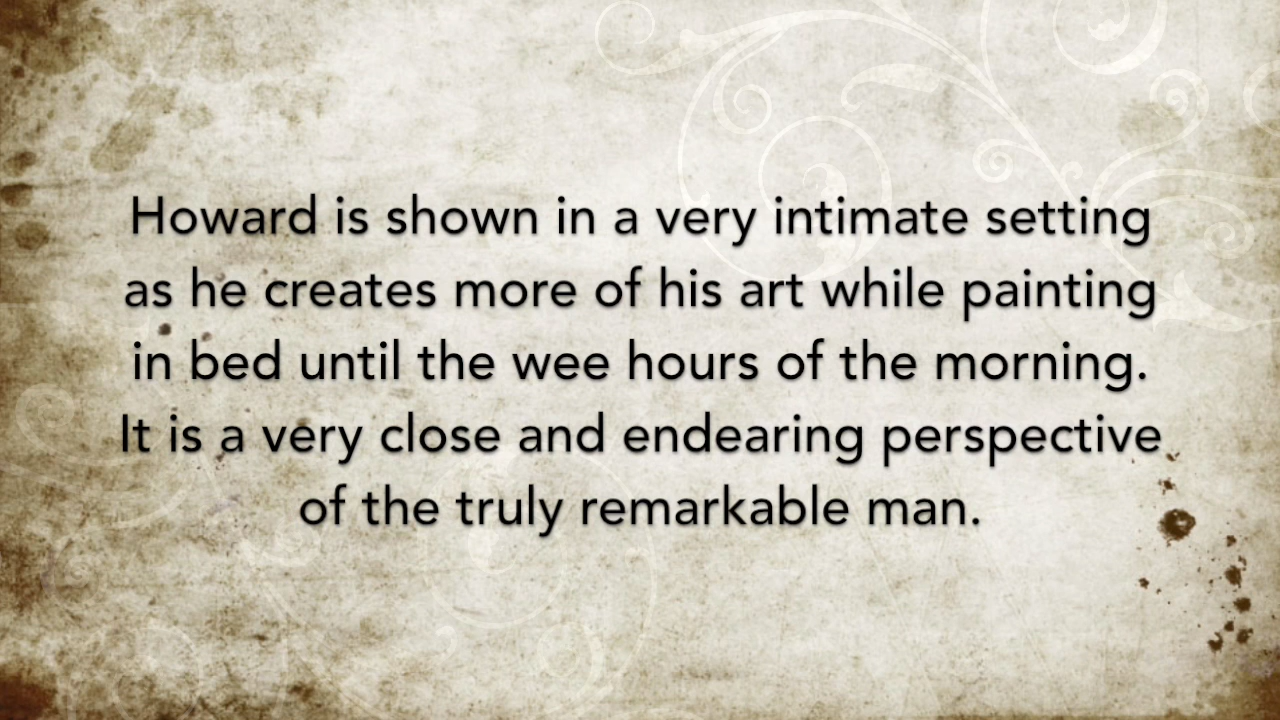 Howard is shown in a very intimate setting
as he creates more of his art while painting
in bed until the wee hours of the morning.
It is a very close and endearing perspective
of the truly remarkable man.